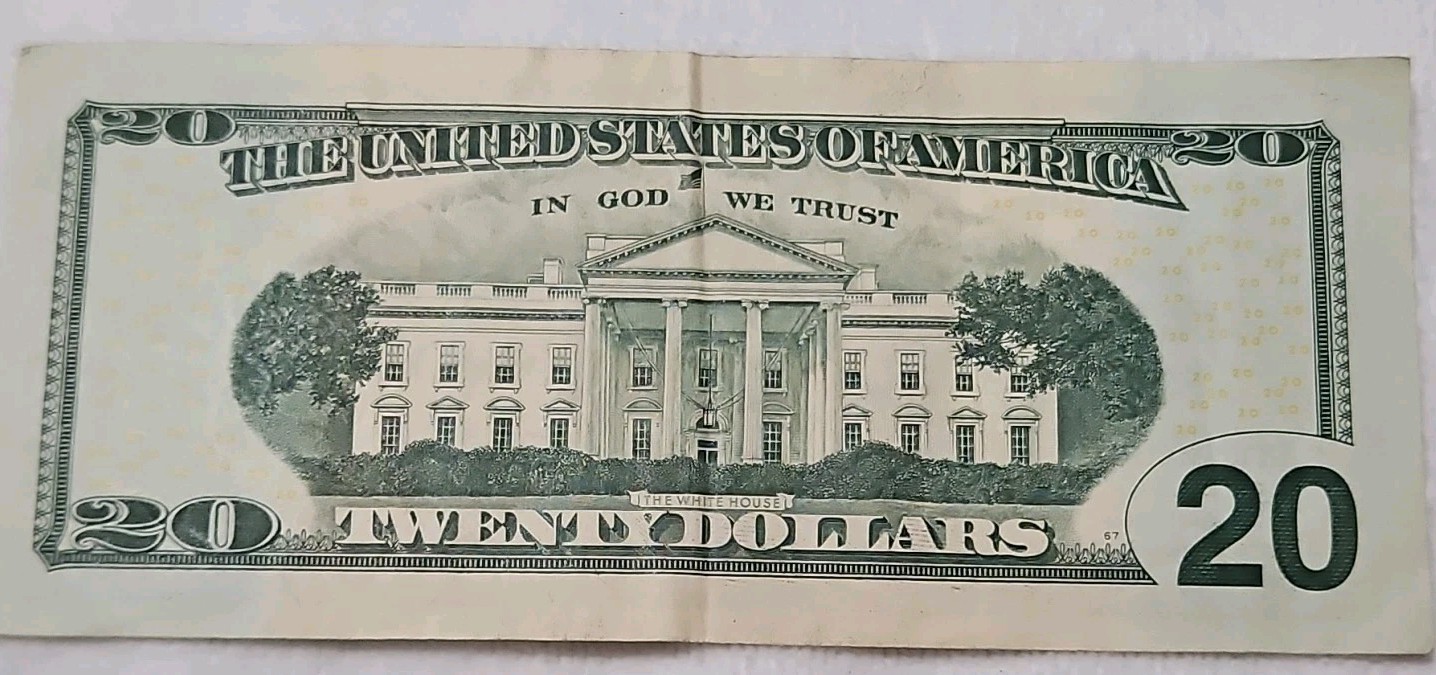 20 20
THE UNITED STATES OF AMERICA
IN GOD WE TRUST
THE WHITE HOUSE
20 TWENTY DOLLARS 67 20